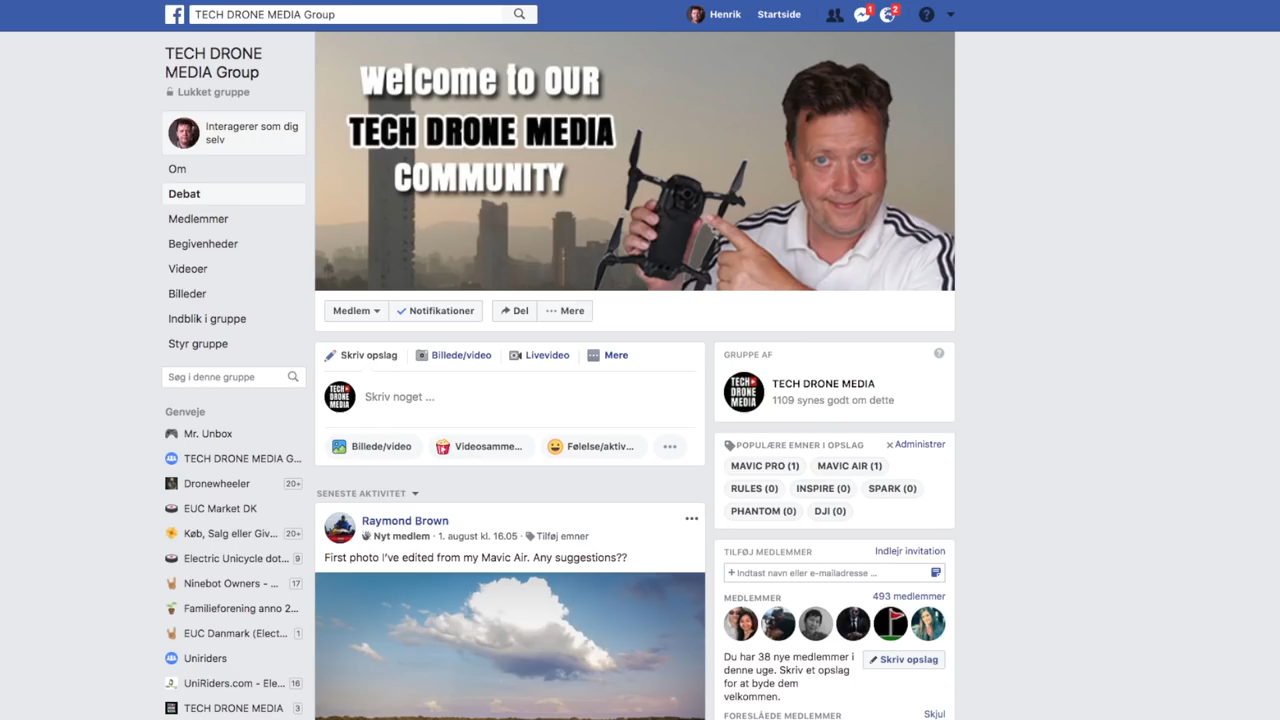 TECH DRONE MEDIA Group
Henrik
Startside
1
2
TECH DRONE
MEDIA Group
Lukket gruppe
Interagerer som dig
selv
Om
Debat
Medlemmer
Begivenheder
Videoer
Billeder
Indblik i gruppe
Styr gruppe
Søg i denne gruppe
Genveje
Mr. Unbox
TECH DRONE MEDIA G...
Dronewheeler 20+
EUC Market DK
Køb, Salg eller Giv... 20+
Electric Unicycle dot... 9
Ninebot Owners - ... 17
Familieforening anno 2...
EUC Danmark (Elect... 1
Uniriders
UniRiders.com - Ele... 16
TECH DRONE MEDIA 3
Welcome to OUR
TECH DRONE MEDIA
COMMUNITY
Medlem
Notifikationer
Del
Mere
Skriv opslag
Billede/video
Livevideo
Mere
TECH
DRONE
MEDIA
Skriv noget ...
Billede/video
Videosamme...
Følelse/aktiv...
SENESTE AKTIVITET
Raymond Brown
Nyt medlem · 1. august kl. 16.05 · Tilføj emner
First photo I've edited from my Mavic Air. Any suggestions??
GRUPPE AF
TECH
DRONE
MEDIA
TECH DRONE MEDIA
1109 synes godt om dette
POPULÆRE EMNER I OPSLAG
Administrer
MAVIC PRO (1)
MAVIC AIR (1)
RULES (0)
INSPIRE (0)
SPARK (0)
PHANTOM (0)
DJI (0)
TILFØJ MEDLEMMER
Indlejr invitation
+ Indtast navn eller e-mailadresse ...
MEDLEMMER
493 medlemmer
Du har 38 nye medlemmer i
denne uge. Skriv et opslag
for at byde dem
velkommen.
Skriv opslag
FORESLÅEDE MEDLEMMER
Skjul